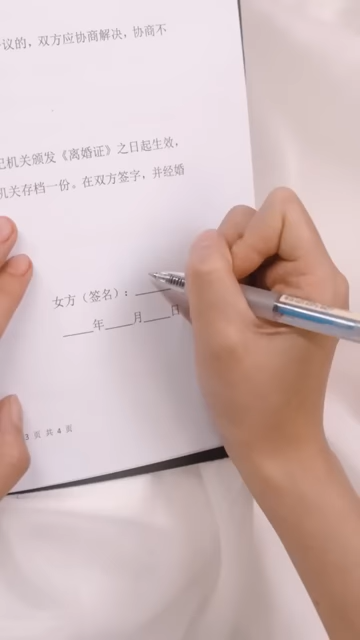 议的，双方应协商解决，协商不
机关颁发《离婚证》之日起生效，
机关存档一份。在双方签字，并经婚
女方（签名）：
年 月 日
3 页 共 4 页